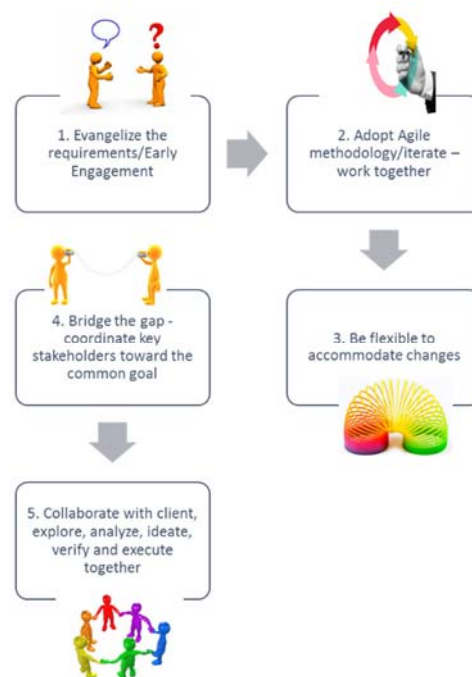 ?
1. Evangelize the
requirements/Early
Engagement
2. Adopt Agile
methodology/iterate –
work together
3. Be flexible to
accommodate changes
4. Bridge the gap -
coordinate key
stakeholders toward the
common goal
5. Collaborate with client,
explore, analyze, ideate,
verify and execute
together